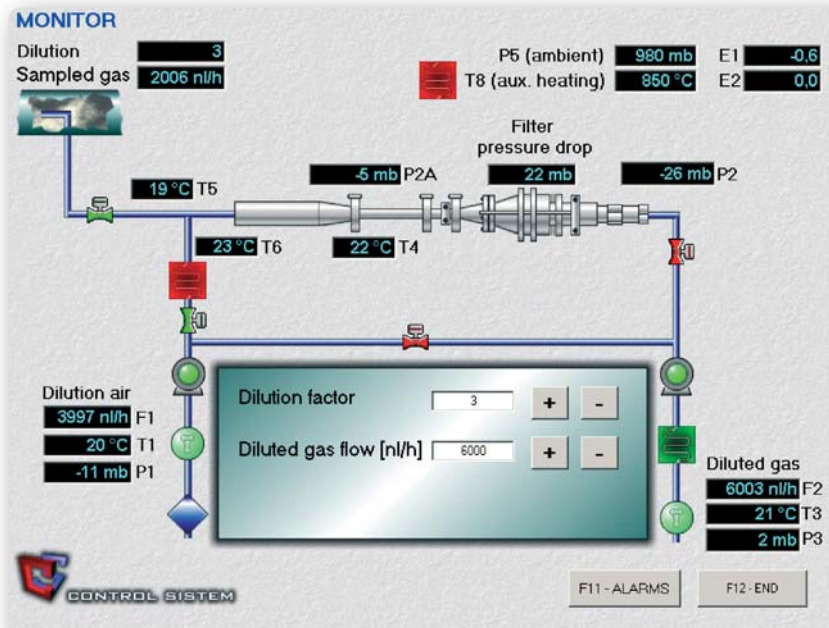 MONITOR
Dilution 3
Sampled gas 2006 nl/h
P5 (ambient) 980 mb E1 -0,6
T8 (aux. heating) 850 °C E2 0,0
Filter
pressure drop
19 °C T5
-5 mb P2A
22 mb
-26 mb P2
23 °C T6
22 °C T4
Dilution air
3997 nl/h F1
20 °C T1
-11 mb P1
Dilution factor 3 + -
Diluted gas flow [nl/h] 6000 + -
Diluted gas
6003 nl/h F2
21 °C T3
2 mb P3
CONTROL SISTEM
F11 - ALARMS
F12 - END